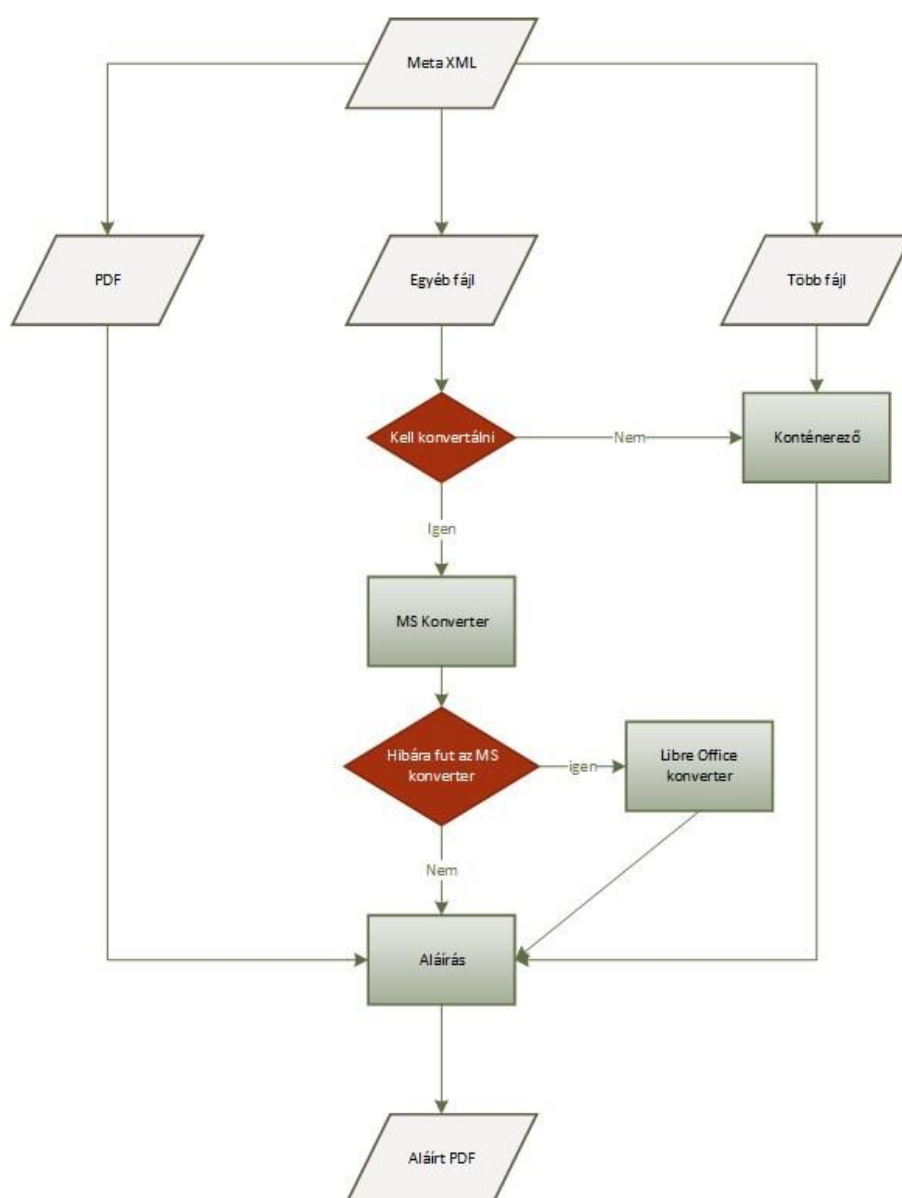 Meta XML
PDF
Egyéb fájl
Több fájl
Kell konvertálni
Nem
Konténerező
Igen
MS Konverter
Hibára fut az MS
konverter
igen
Libre Office
konverter
Nem
Aláírás
Aláírt PDF